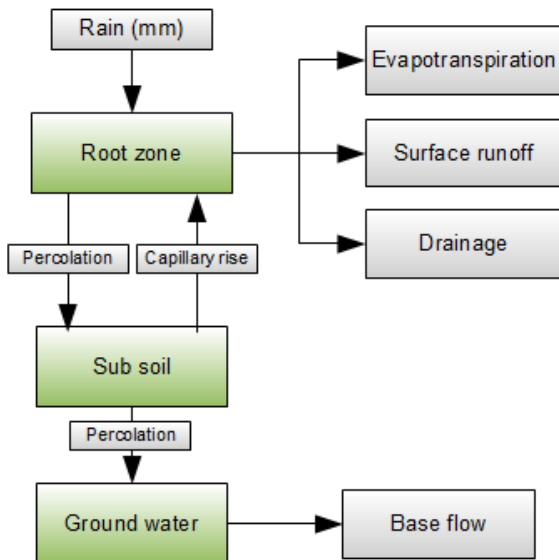 Rain (mm)
Evapotranspiration
Root zone
Surface runoff
Drainage
Percolation
Capillary rise
Sub soil
Percolation
Ground water
Base flow